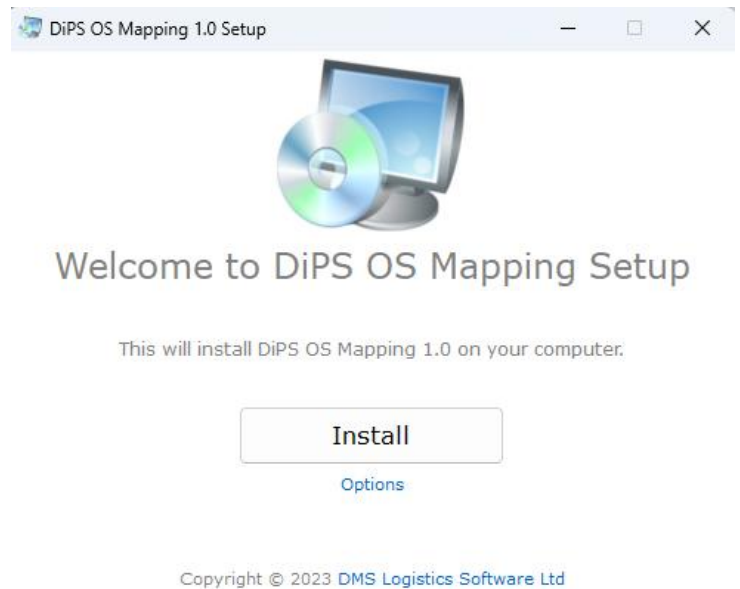 DiPS OS Mapping 1.0 Setup
Welcome to DiPS OS Mapping Setup
This will install DiPS OS Mapping 1.0 on your computer.
Install
Options
Copyright © 2023 DMS Logistics Software Ltd